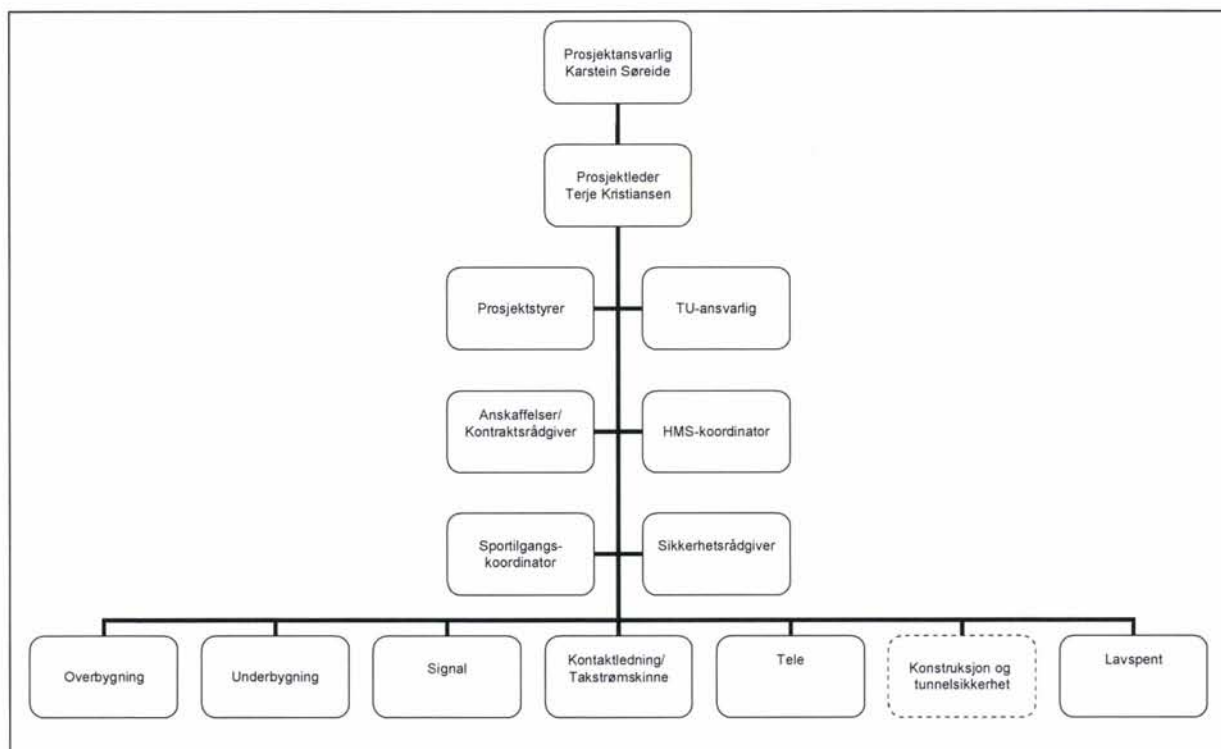 Prosjektansvarlig
Karstein Søreide
Prosjektleder
Terje Kristiansen
Prosjektstyrer
TU-ansvarlig
Anskaffelser/
Kontraktsrådgiver
HMS-koordinator
Sportilgangs-
koordinator
Sikkerhetsrådgiver
Overbygning
Underbygning
Signal
Kontaktledning/
Takstrømskinne
Tele
Konstruksjon og
tunnelsikkerhet
Lavspent